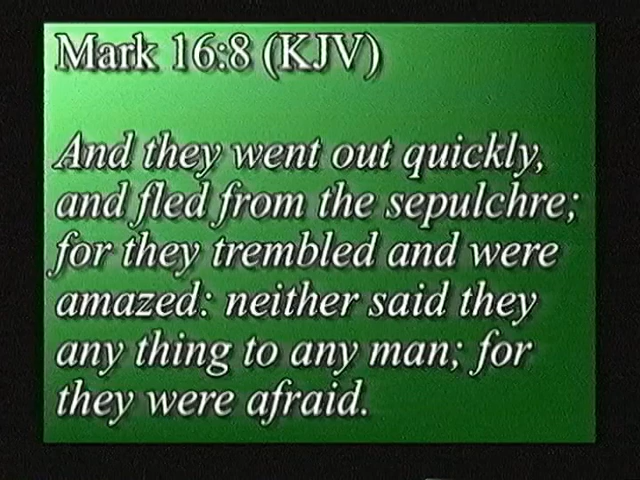 Mark 16:8 (KJV)
And they went out quickly,
and fled from the sepulchre;
for they trembled and were
amazed: neither said they
any thing to any man; for
they were afraid.